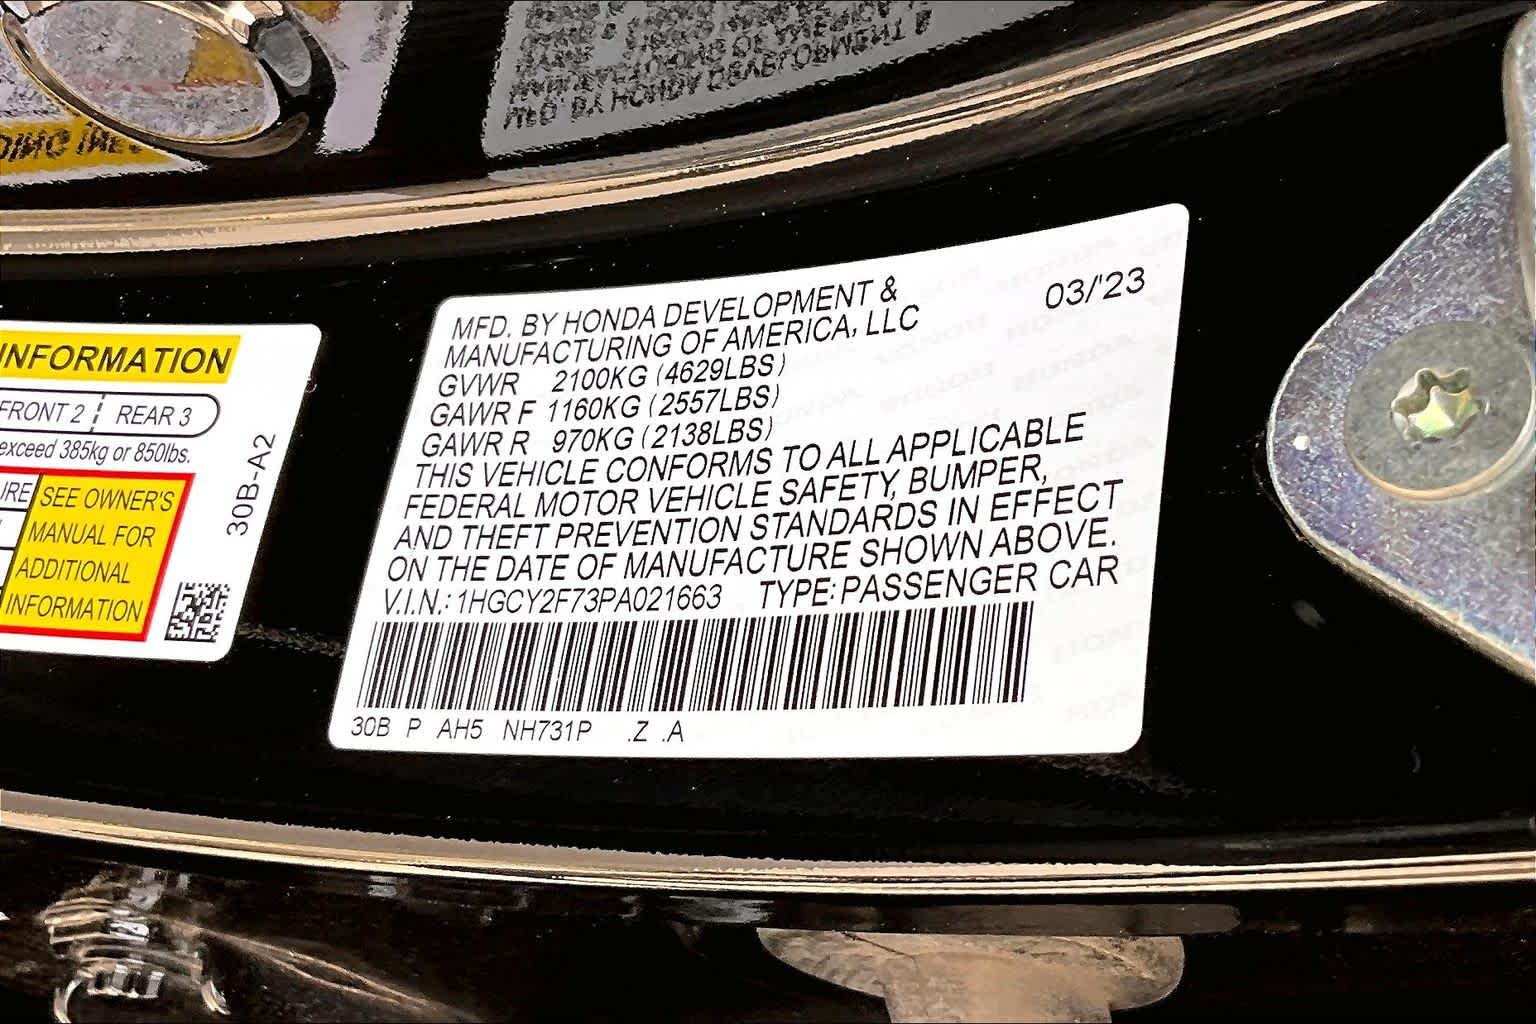 INFORMATION
FRONT 2 REAR 3
exceed 385kg or 850lbs.
IRE
SEE OWNER'S
MANUAL FOR
ADDITIONAL
INFORMATION
30B-A2
MFD. BY HONDA DEVELOPMENT &
MANUFACTURING OF AMERICA, LLC
03/'23
GVWR 2100KG (4629LBS)
GAWR F 1160KG (2557LBS)
GAWR R 970KG (2138LBS)
THIS VEHICLE CONFORMS TO ALL APPLICABLE
FEDERAL MOTOR VEHICLE SAFETY, BUMPER,
AND THEFT PREVENTION STANDARDS IN EFFECT
ON THE DATE OF MANUFACTURE SHOWN ABOVE.
V.I.N.: 1HGCY2F73PA021663 TYPE: PASSENGER CAR
30B P AH5 NH731P .Z .A